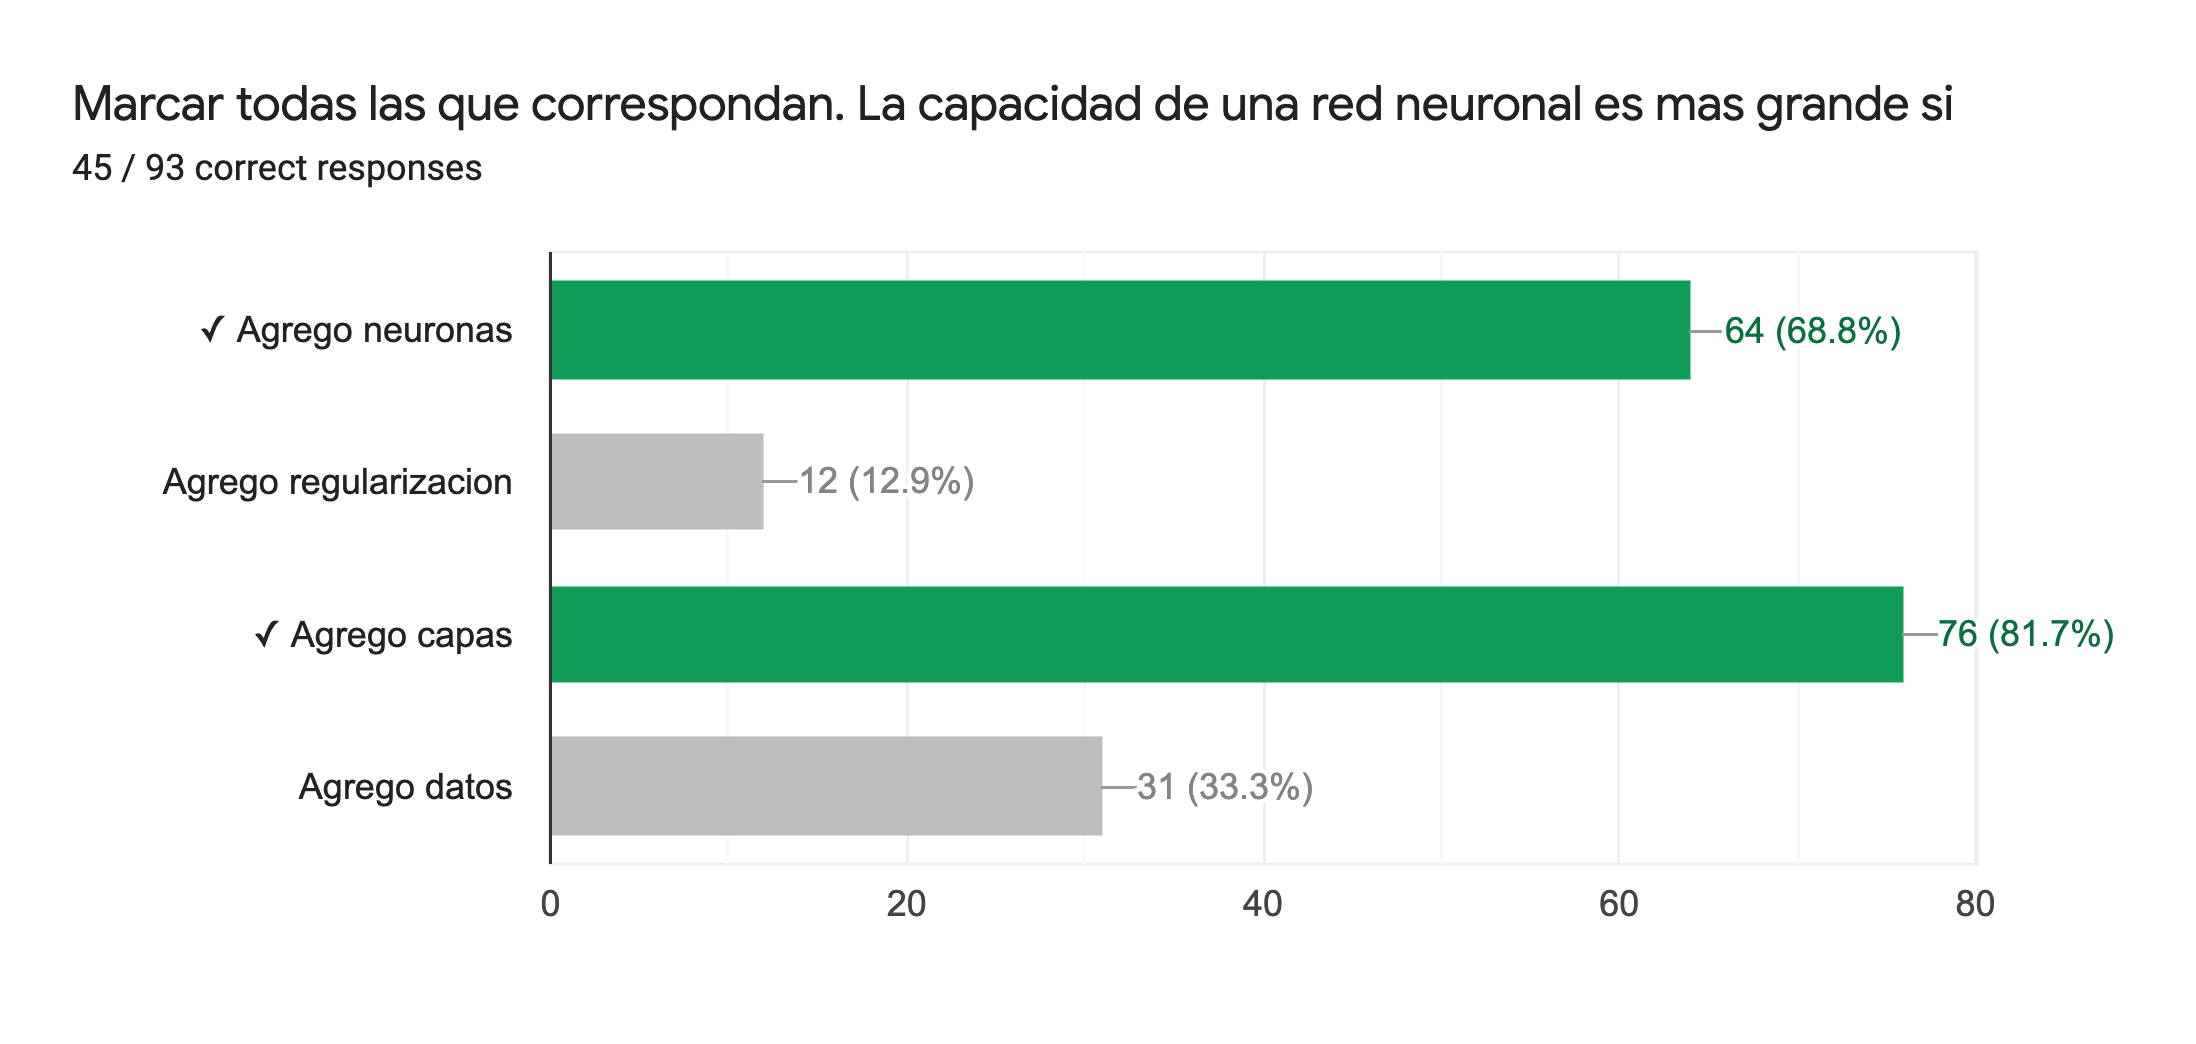 Marcar todas las que correspondan. La capacidad de una red neuronal es mas grande si
45 / 93 correct responses
✓ Agrego neuronas
64 (68.8%)
Agrego regularizacion
12 (12.9%)
✓ Agrego capas
76 (81.7%)
Agrego datos
31 (33.3%)
0 20 40 60 80